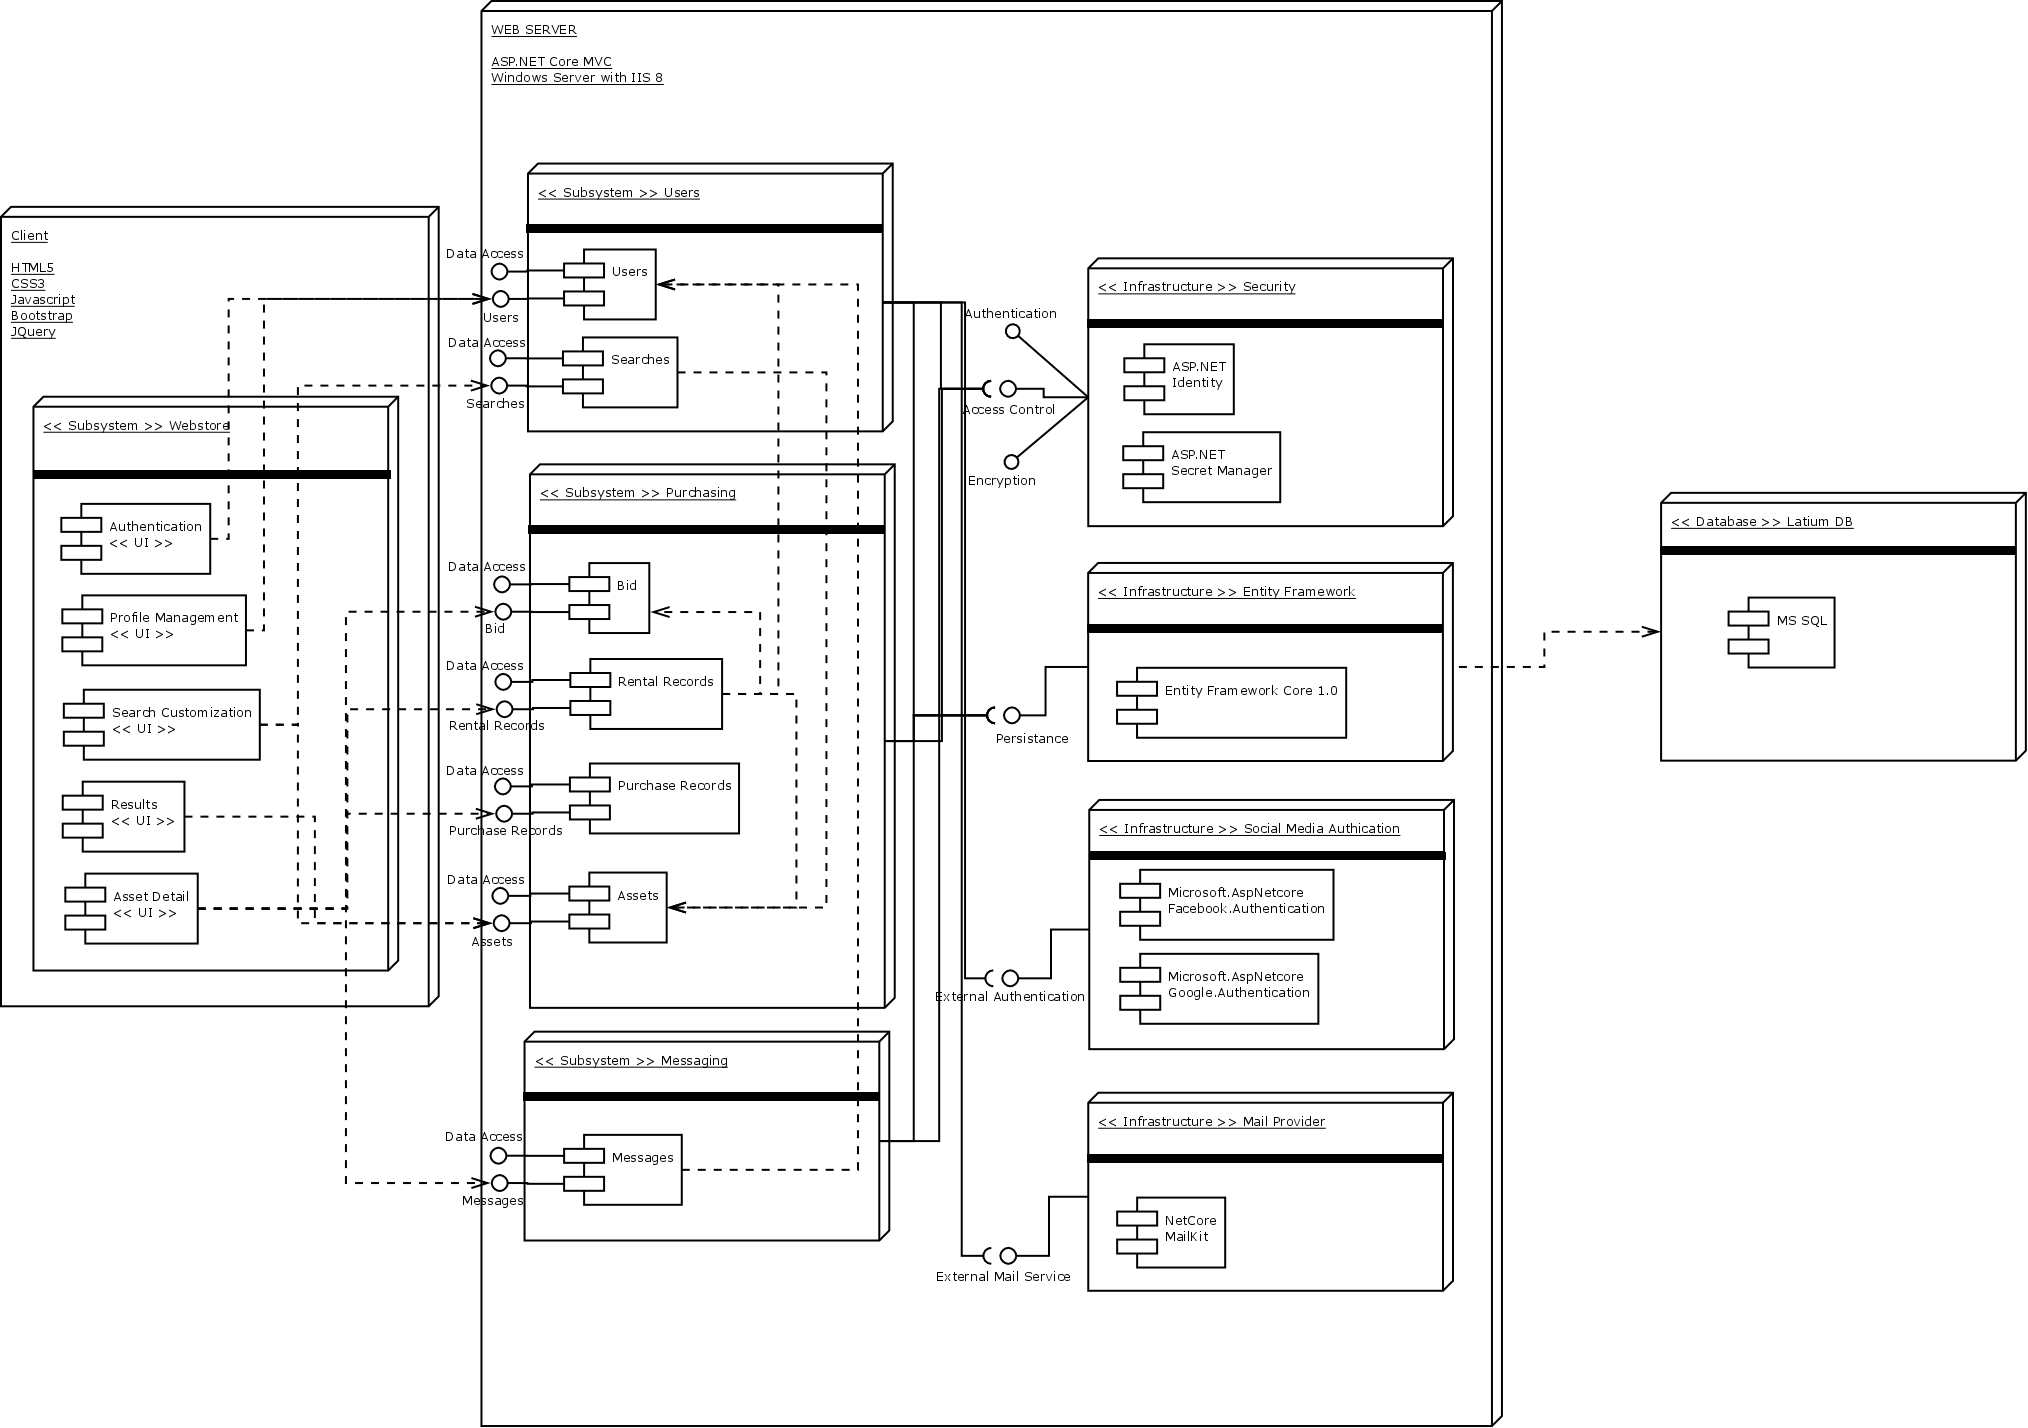 WEB SERVER
ASP.NET Core MVC
Windows Server with IIS 8
Client
HTML5
CSS3
Javascript
Bootstrap
JQuery
<< Subsystem >> Webstore
Authentication
<< UI >>
Profile Management
<< UI >>
Search Customization
<< UI >>
Results
<< UI >>
Asset Detail
<< UI >>
<< Subsystem >> Users
Data Access
Users
Users
Data Access
Searches
Searches
<< Subsystem >> Purchasing
Data Access
Bid
Bid
Data Access
Rental Records
Rental Records
Data Access
Purchase Records
Purchase Records
Data Access
Assets
Assets
<< Subsystem >> Messaging
Data Access
Messages
Messages
Authentication
Access Control
Encryption
Persistance
External Authentication
External Mail Service
<< Infrastructure >> Security
ASP.NET
Identity
ASP.NET
Secret Manager
<< Infrastructure >> Entity Framework
Entity Framework Core 1.0
<< Infrastructure >> Social Media Authication
Microsoft.AspNetcore
Facebook.Authentication
Microsoft.AspNetcore
Google.Authentication
<< Infrastructure >> Mail Provider
NetCore
MailKit
<< Database >> Latium DB
MS SQL